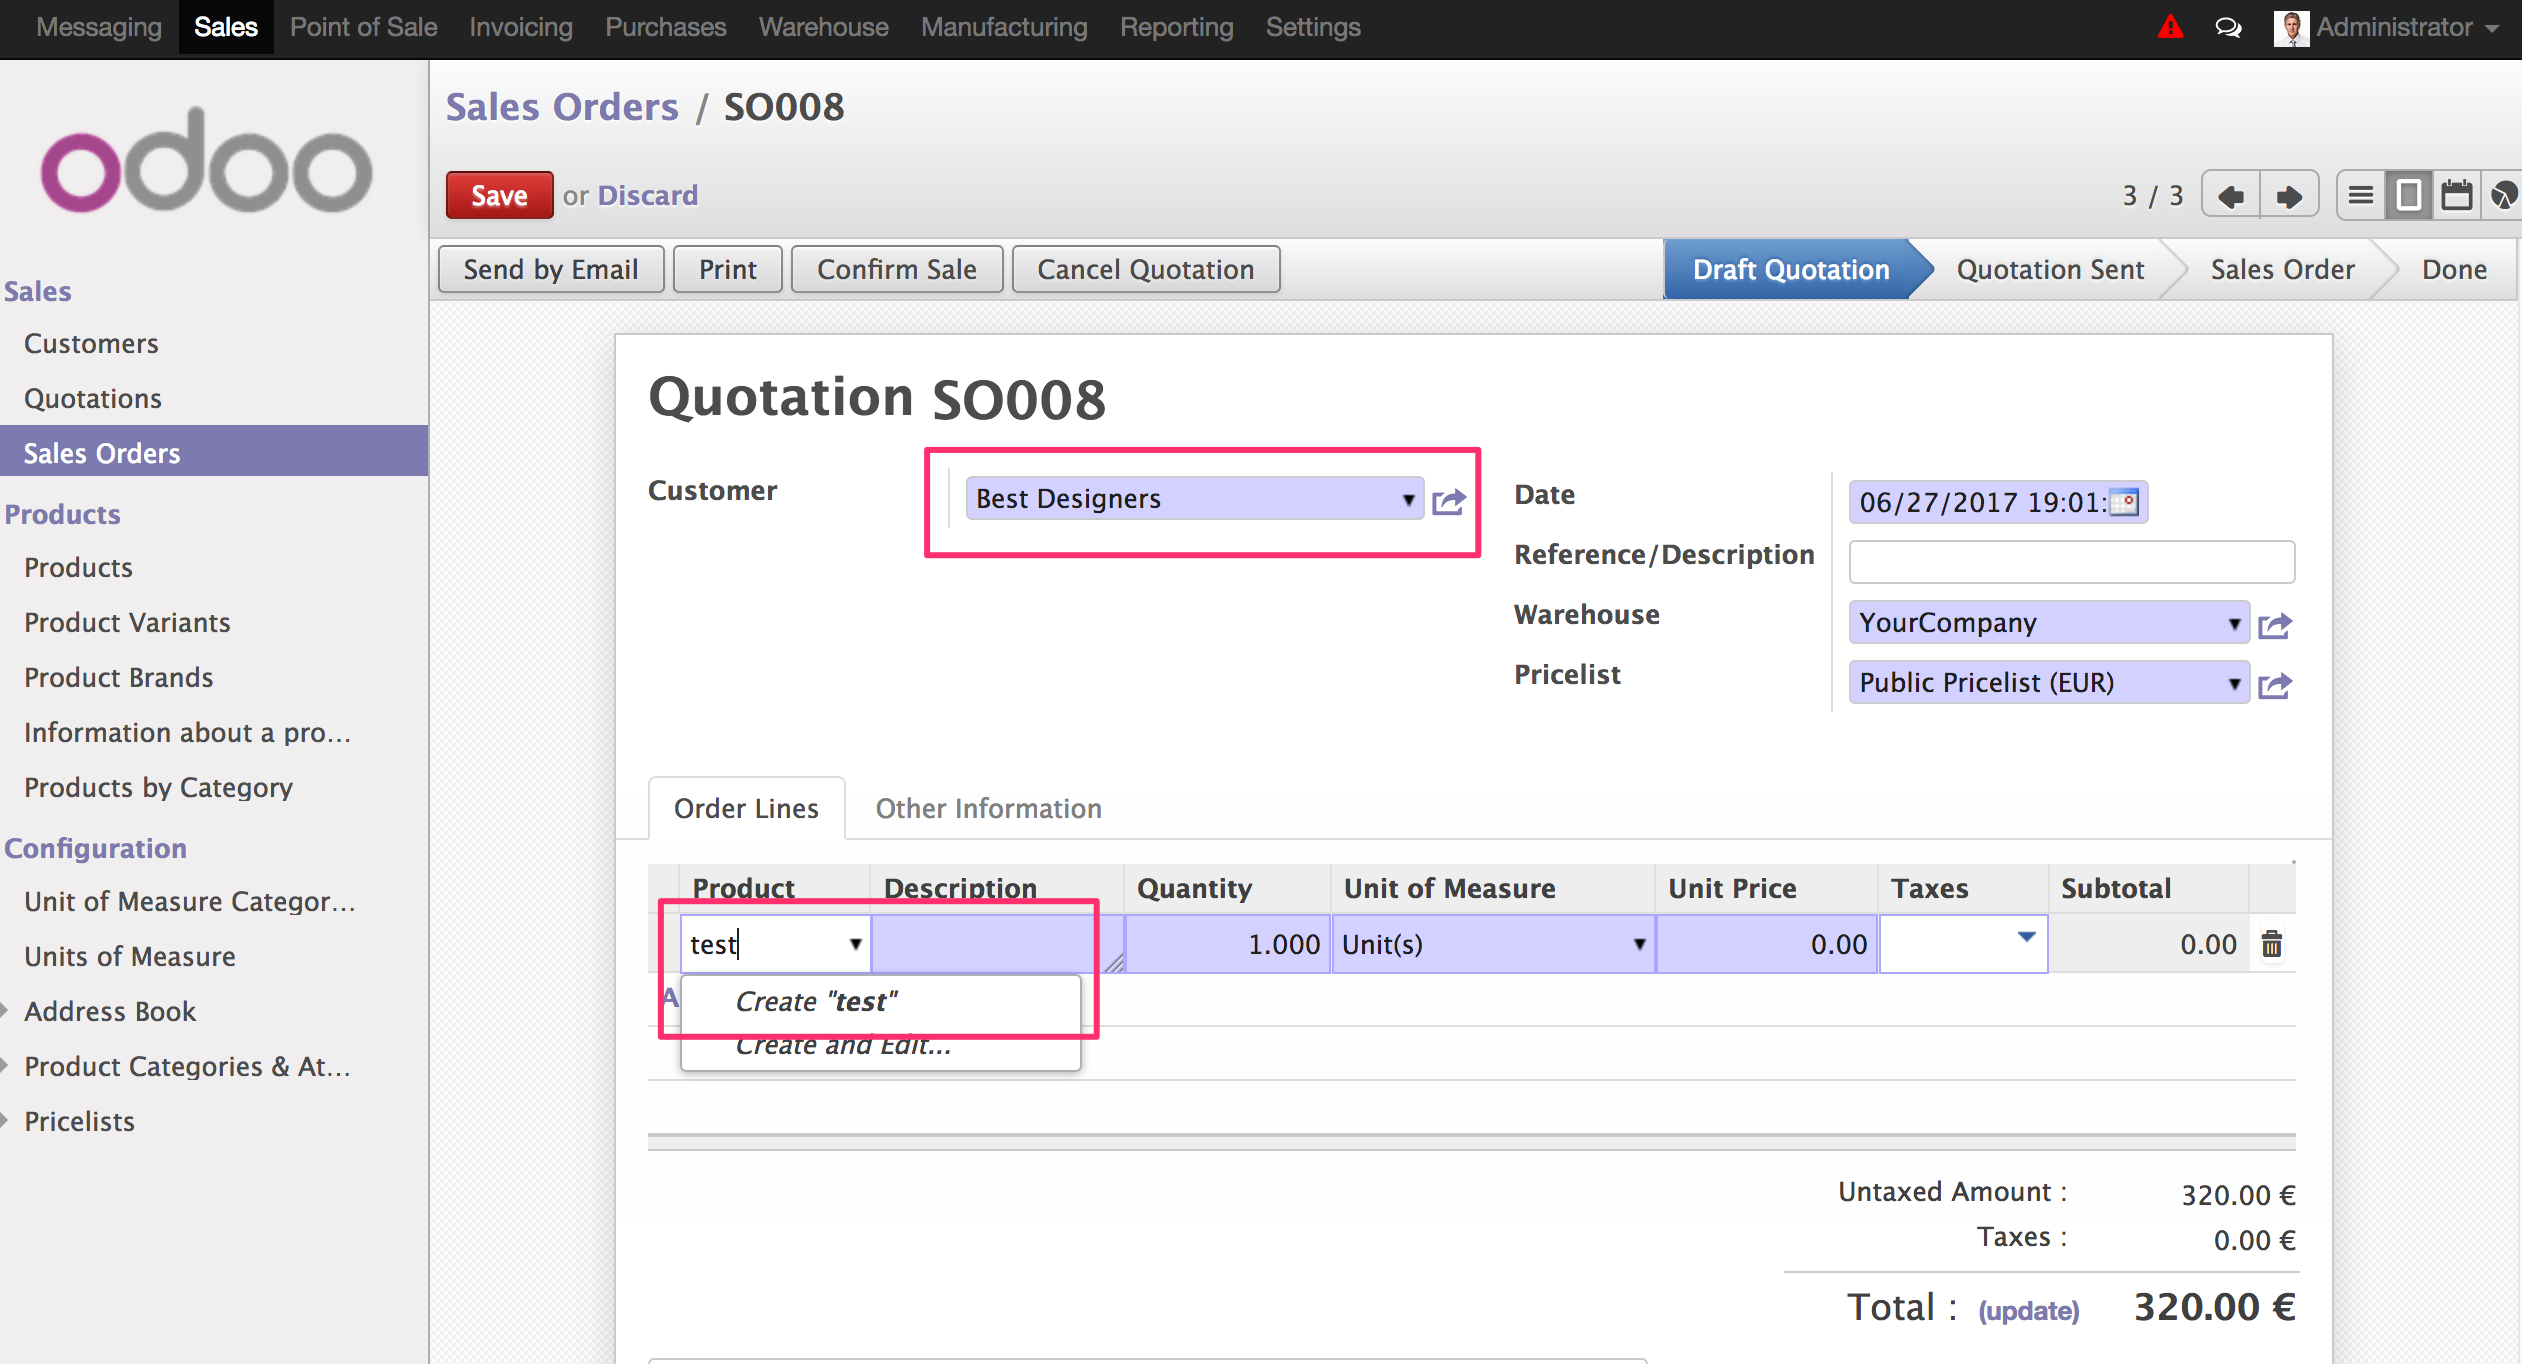 Messaging Sales Point of Sale Invoicing Purchases Warehouse Manufacturing Reporting Settings Administrator
odoo
Sales Orders / SO008
Save or Discard
3 / 3
Send by Email Print Confirm Sale Cancel Quotation
Draft Quotation Quotation Sent Sales Order Done
Sales
Customers
Quotations
Sales Orders
Products
Products
Product Variants
Product Brands
Information about a pro...
Products by Category
Configuration
Unit of Measure Categor...
Units of Measure
Address Book
Product Categories & At...
Pricelists
Quotation SO008
Customer Best Designers
Date 06/27/2017 19:01:
Reference/Description
Warehouse YourCompany
Pricelist Public Pricelist (EUR)
Order Lines Other Information
Product Description Quantity Unit of Measure Unit Price Taxes Subtotal
test 1.000 Unit(s) 0.00 0.00
A
Create "test"
Create and Edit...
Untaxed Amount : 320.00 €
Taxes : 0.00 €
Total : (update) 320.00 €